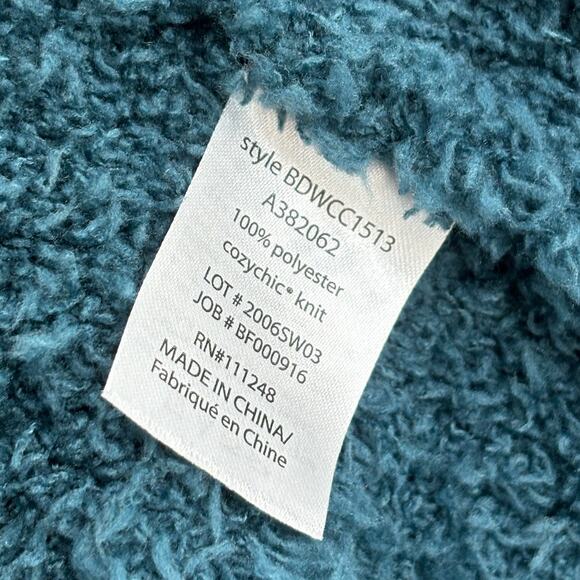 style BDWCC1513
A382062
100% polyester
cozychic® knit
LOT # 2006SW03
JOB # BF000916
RN#111248
MADE IN CHINA/
Fabriqué en Chine